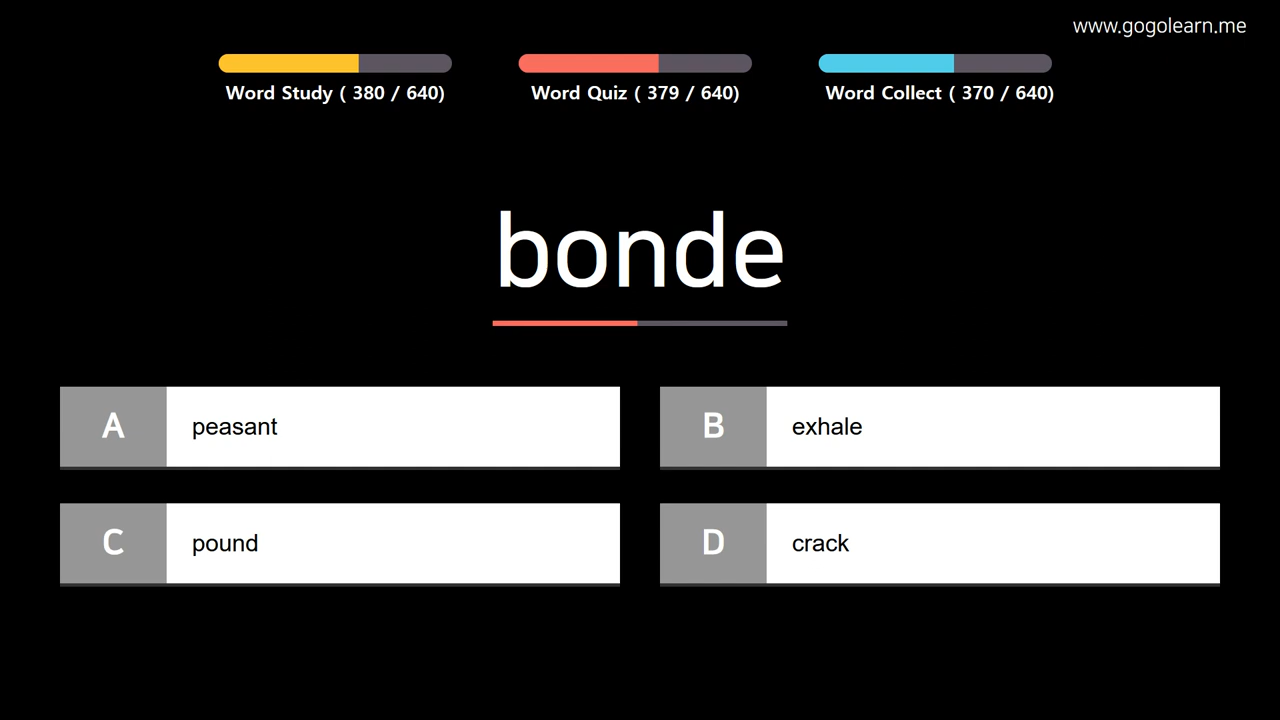 www.gogolearn.me
Word Study ( 380 / 640)
Word Quiz ( 379 / 640)
Word Collect ( 370 / 640)
bonde
A peasant
B exhale
C pound
D crack